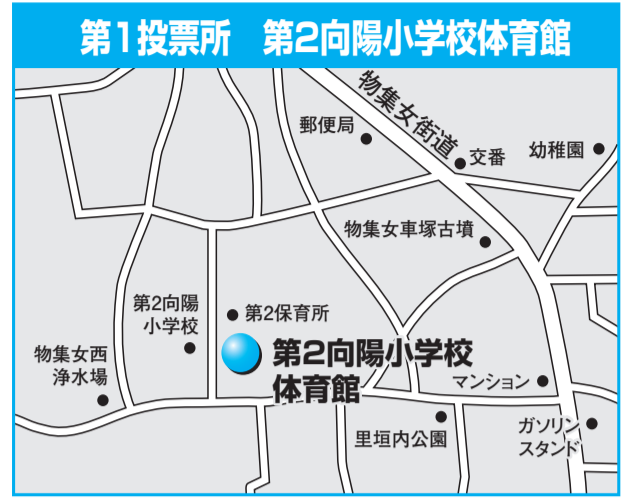 第1投票所　第2向陽小学校体育館
物集女街道
郵便局
交番
幼稚園
物集女車塚古墳
第2向陽
小学校
第2保育所
第2向陽小学校
体育館
物集女西
浄水場
マンション
里垣内公園
ガソリン
スタンド